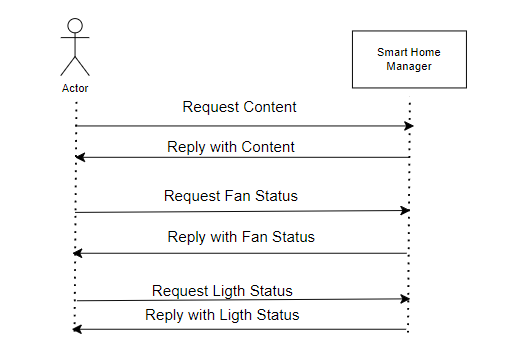 Smart Home
Manager
Actor
Request Content
Reply with Content
Request Fan Status
Reply with Fan Status
Request Ligth Status
Reply with Ligth Status